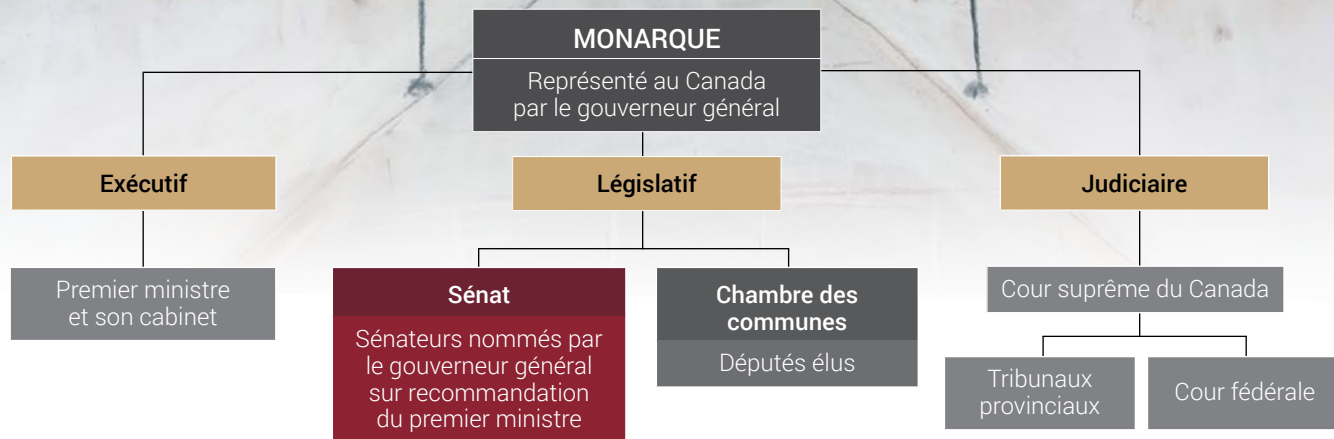 MONARQUE
Représenté au Canada
par le gouverneur général
Exécutif
Législatif
Judiciaire
Premier ministre
et son cabinet
Sénat
Sénateurs nommés par
le gouverneur général
sur recommandation
du premier ministre
Chambre des
communes
Députés élus
Cour suprême du Canada
Tribunaux
provinciaux
Cour fédérale